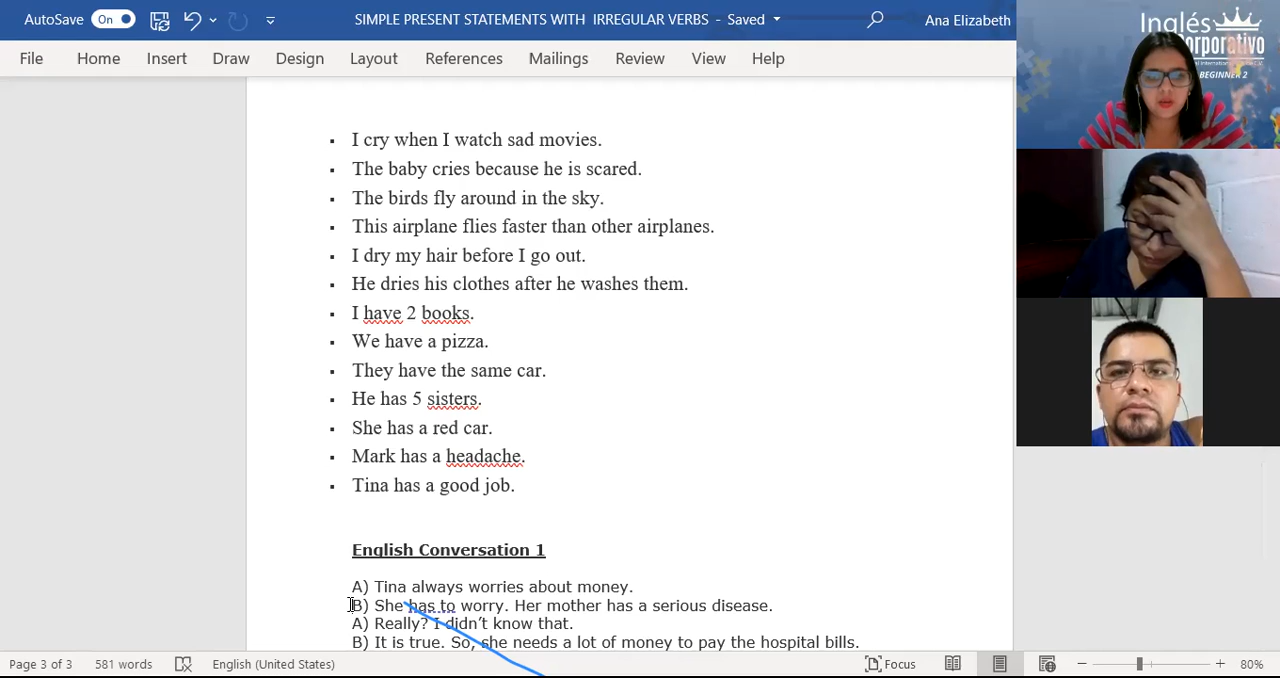 AutoSave On SIMPLE PRESENT STATEMENTS WITH IRREGULAR VERBS - Saved Ana Elizabeth
File Home Insert Draw Design Layout References Mailings Review View Help
Inglés
Corporativo
BEGINNER 2
▪ I cry when I watch sad movies.
▪ The baby cries because he is scared.
▪ The birds fly around in the sky.
▪ This airplane flies faster than other airplanes.
▪ I dry my hair before I go out.
▪ He dries his clothes after he washes them.
▪ I have 2 books.
▪ We have a pizza.
▪ They have the same car.
▪ He has 5 sisters.
▪ She has a red car.
▪ Mark has a headache.
▪ Tina has a good job.
English Conversation 1
A) Tina always worries about money.
B) She has to worry. Her mother has a serious disease.
A) Really? I didn't know that.
B) It is true. So, she needs a lot of money to pay the hospital bills.
Page 3 of 3 581 words English (United States) Focus 80%